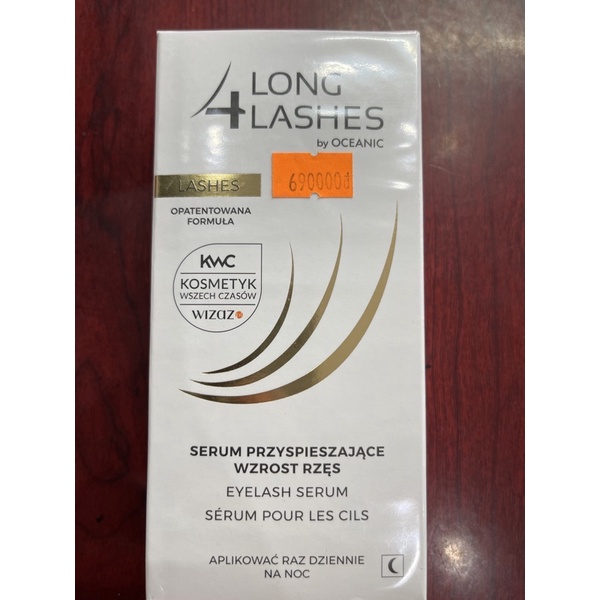 4 LONG
LASHES
by OCEANIC
690000đ
LASHES
OPATENTOWANA
FORMUŁA
KWC
KOSMETYK
WSZECH CZASÓW
WIZAZ
SERUM PRZYSPIESZAJĄCE
WZROST RZĘS
EYELASH SERUM
SÉRUM POUR LES CILS
APLIKOWAĆ RAZ DZIENNIE
NA NOC